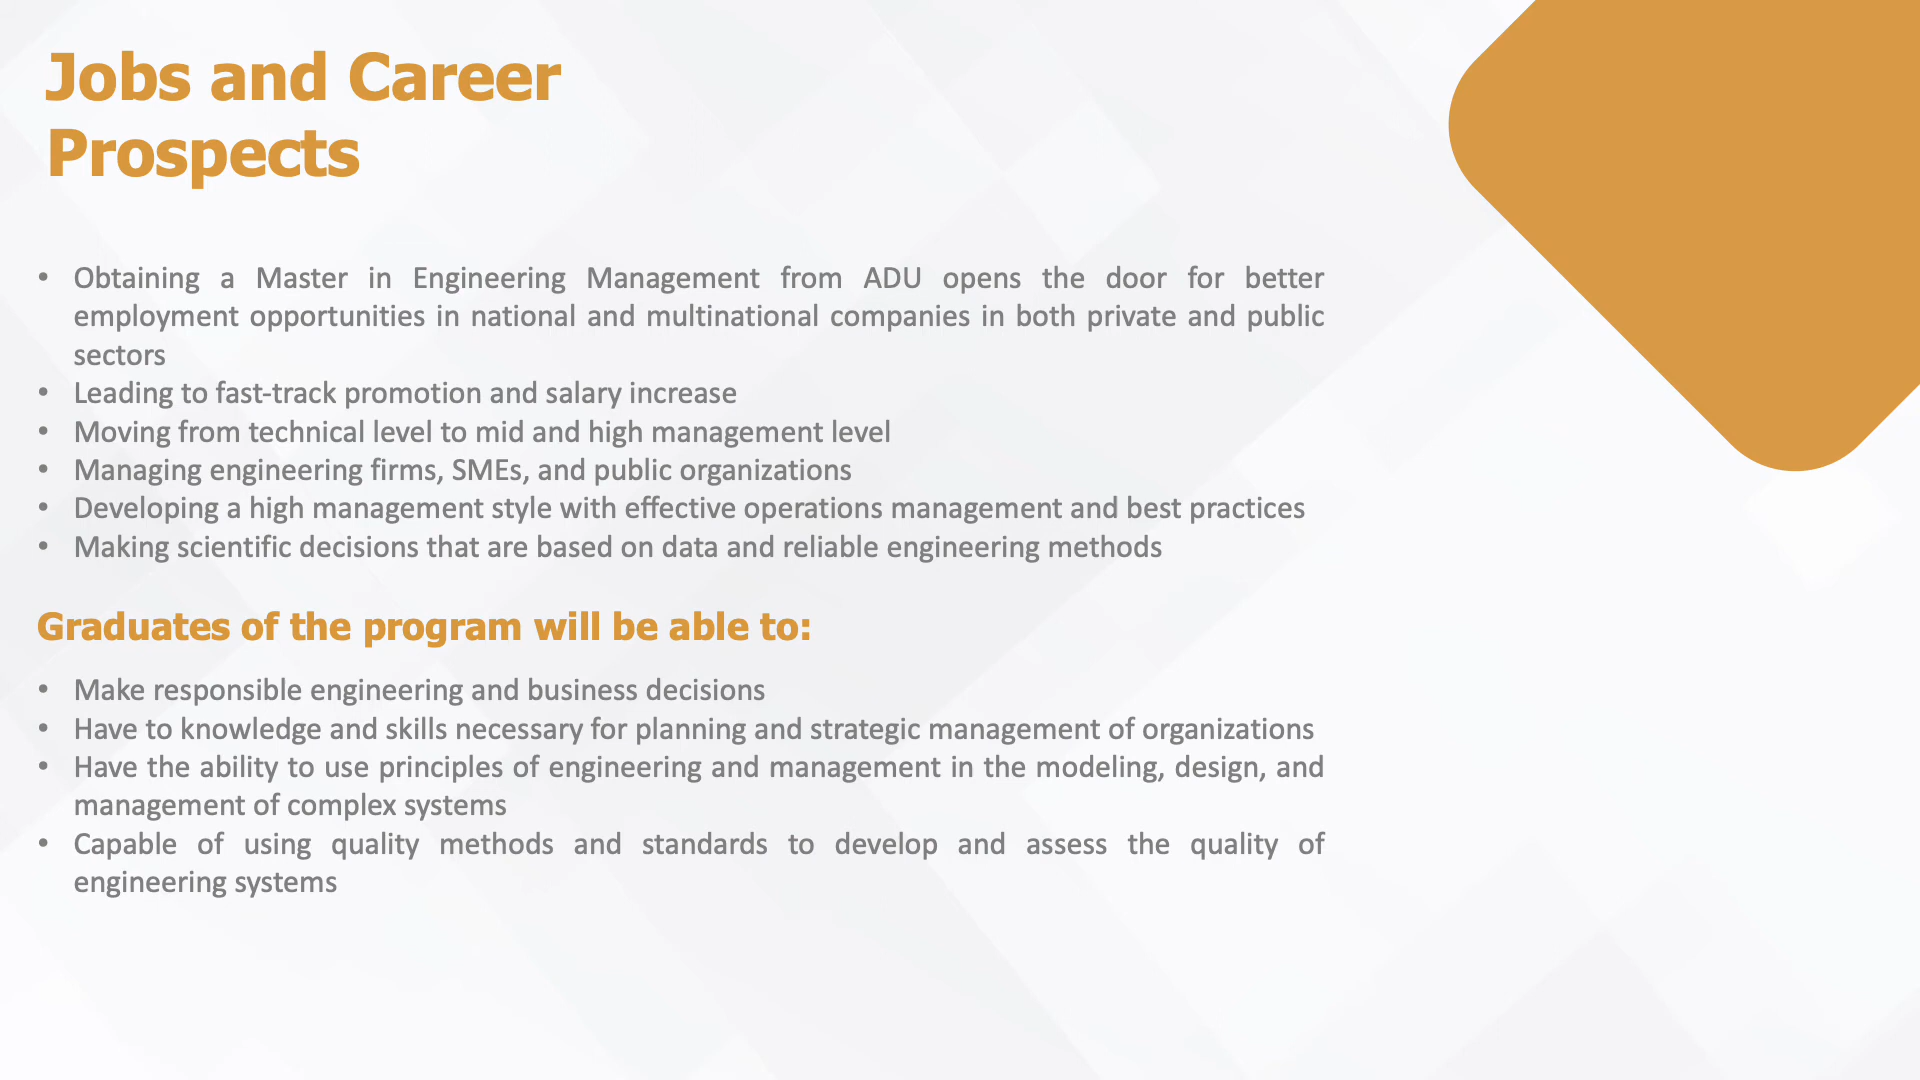 Jobs and Career
Prospects
• Obtaining a Master in Engineering Management from ADU opens the door for better
employment opportunities in national and multinational companies in both private and public
sectors
• Leading to fast-track promotion and salary increase
• Moving from technical level to mid and high management level
• Managing engineering firms, SMEs, and public organizations
• Developing a high management style with effective operations management and best practices
• Making scientific decisions that are based on data and reliable engineering methods
Graduates of the program will be able to:
• Make responsible engineering and business decisions
• Have to knowledge and skills necessary for planning and strategic management of organizations
• Have the ability to use principles of engineering and management in the modeling, design, and
management of complex systems
• Capable of using quality methods and standards to develop and assess the quality of
engineering systems